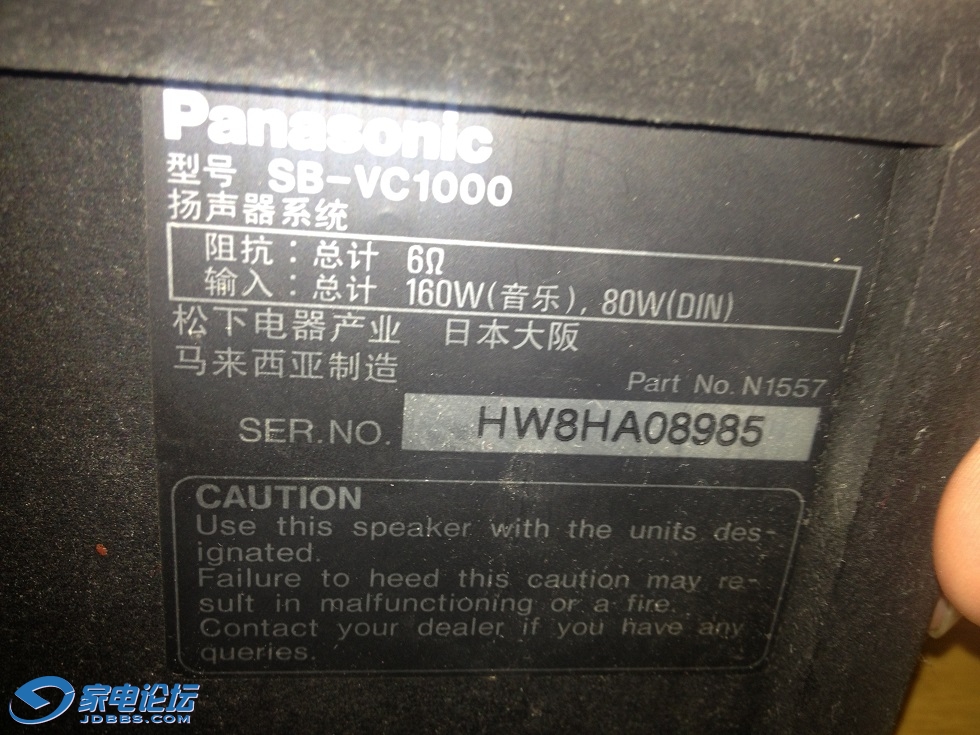 Panasonic
型号 SB-VC1000
扬声器系统
阻抗：总计 6Ω
输入：总计 160W(音乐), 80W(DIN)
松下电器产业 日本大阪
马来西亚制造
Part No. N1557
SER. NO. HW8HA08985
CAUTION
Use this speaker with the units des-
ignated.
Failure to heed this caution may re-
sult in malfunctioning or a fire.
Contact your dealer if you have any
queries.
家电论坛
JDBBS.COM